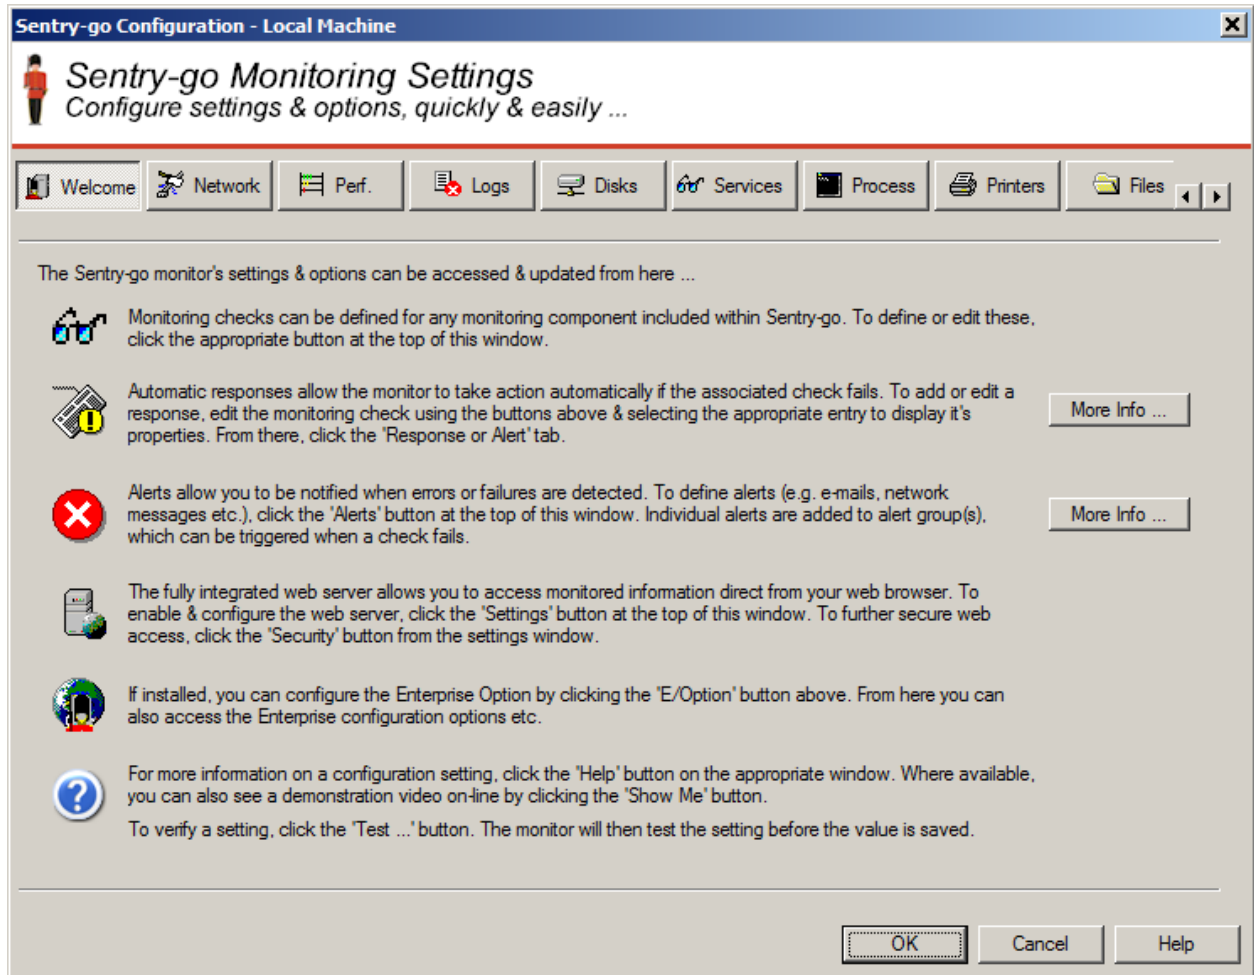 Sentry-go Configuration - Local Machine
Sentry-go Monitoring Settings
Configure settings & options, quickly & easily ...
Welcome Network Perf. Logs Disks Services Process Printers Files
The Sentry-go monitor's settings & options can be accessed & updated from here ...
Monitoring checks can be defined for any monitoring component included within Sentry-go. To define or edit these,
click the appropriate button at the top of this window.
Automatic responses allow the monitor to take action automatically if the associated check fails. To add or edit a
response, edit the monitoring check using the buttons above & selecting the appropriate entry to display it's
properties. From there, click the 'Response or Alert' tab.
More Info ...
Alerts allow you to be notified when errors or failures are detected. To define alerts (e.g. e-mails, network
messages etc.), click the 'Alerts' button at the top of this window. Individual alerts are added to alert group(s),
which can be triggered when a check fails.
More Info ...
The fully integrated web server allows you to access monitored information direct from your web browser. To
enable & configure the web server, click the 'Settings' button at the top of this window. To further secure web
access, click the 'Security' button from the settings window.
If installed, you can configure the Enterprise Option by clicking the 'E/Option' button above. From here you can
also access the Enterprise configuration options etc.
For more information on a configuration setting, click the 'Help' button on the appropriate window. Where available,
you can also see a demonstration video on-line by clicking the 'Show Me' button.
To verify a setting, click the 'Test ...' button. The monitor will then test the setting before the value is saved.
OK Cancel Help